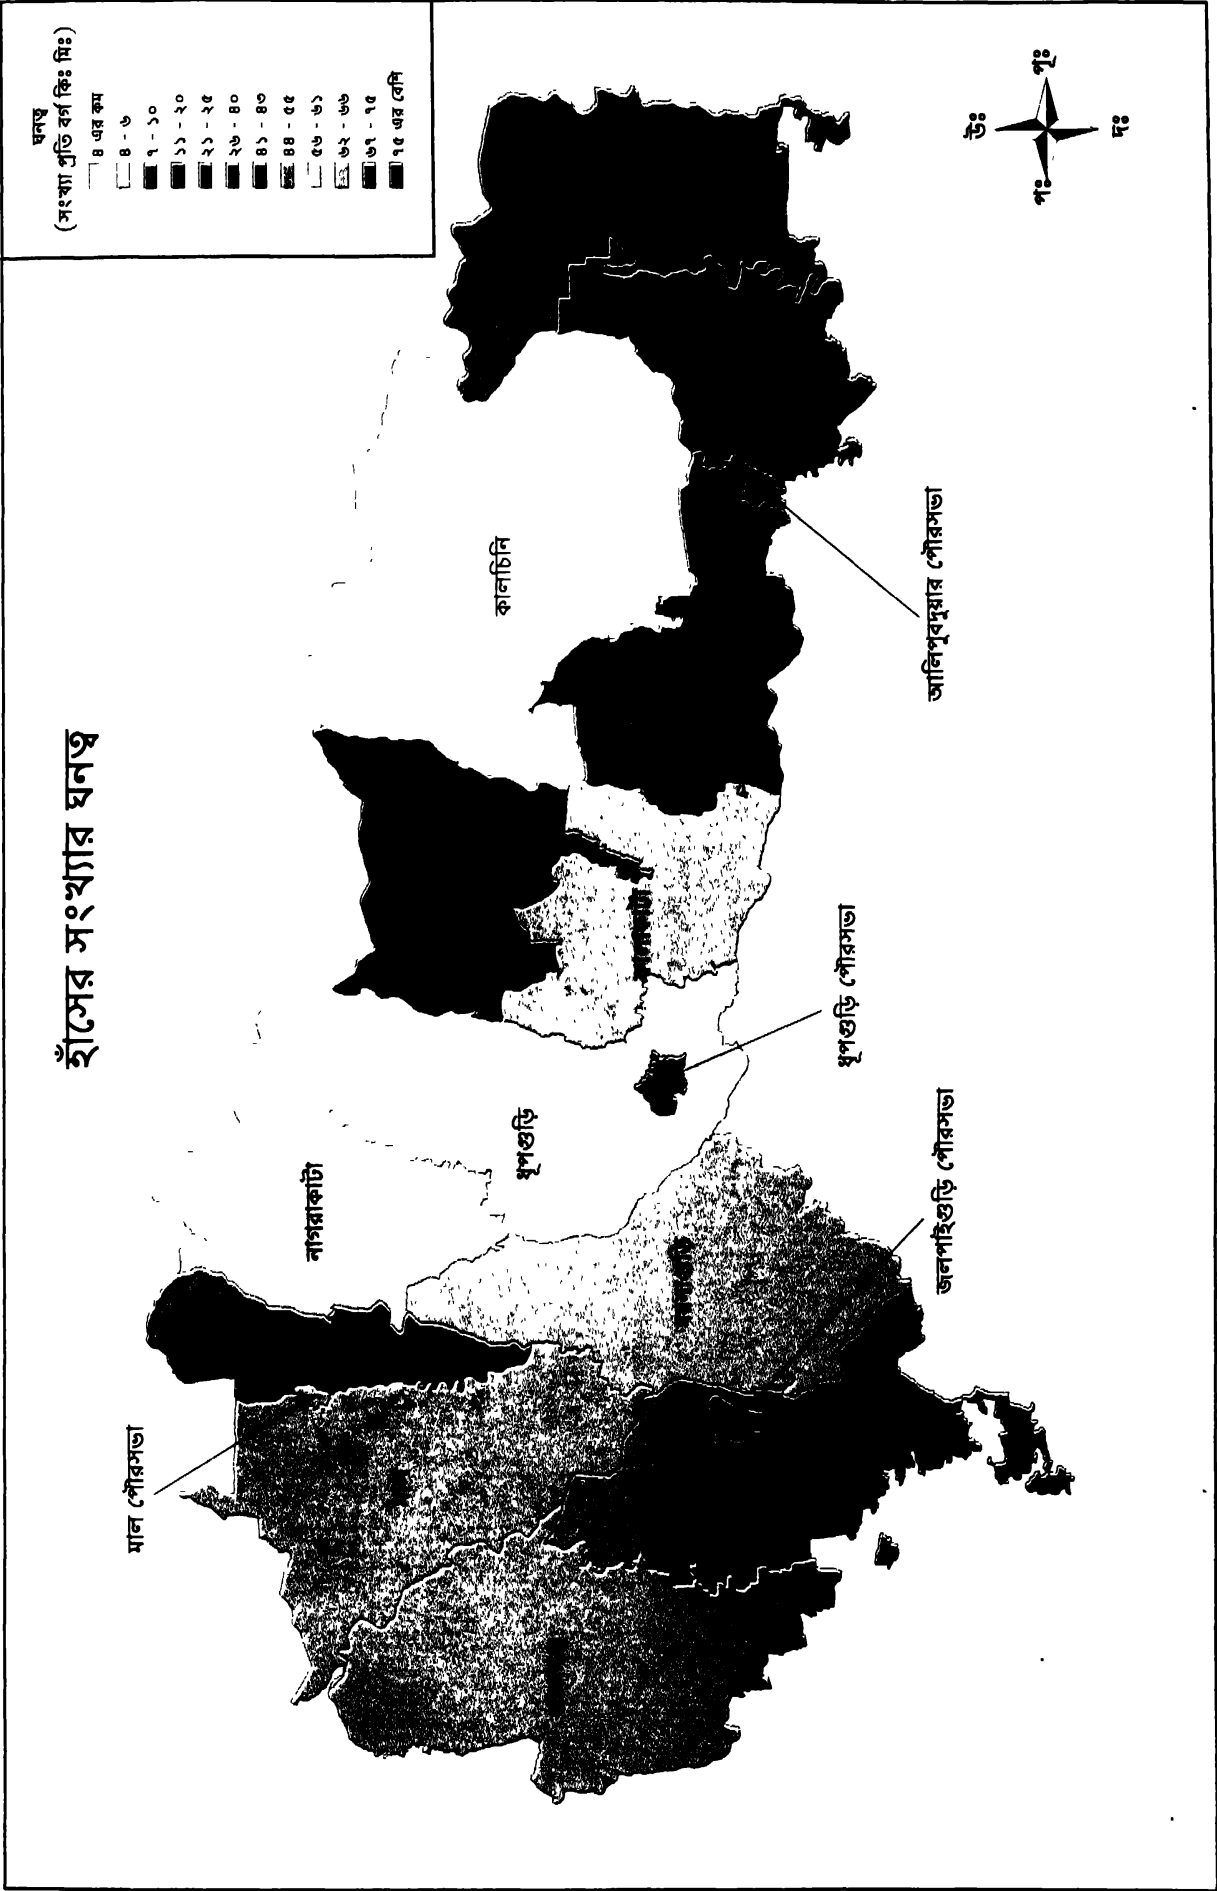 হাঁসের সংখ্যার ঘনত্ব
ঘনত্ব
(সংখ্যা প্রতি বর্গ কিঃ মিঃ)
৪ এর কম
৪ - ৬
৭ - ১০
১১ - ২০
২১ - ২৫
২৬ - ৪০
৪১ - ৪৩
৪৪ - ৫৫
৫৬ - ৬১
৬২ - ৬৬
৬৭ - ৭৫
৭৫ এর বেশি
মাল পৌরসভা
নাগরাকাটা
কালচিনি
ধূপগুড়ি
জলপাইগুড়ি পৌরসভা
ধূপগুড়ি পৌরসভা
আলিপুরদুয়ার পৌরসভা
উঃ
পঃ
পূঃ
দঃ